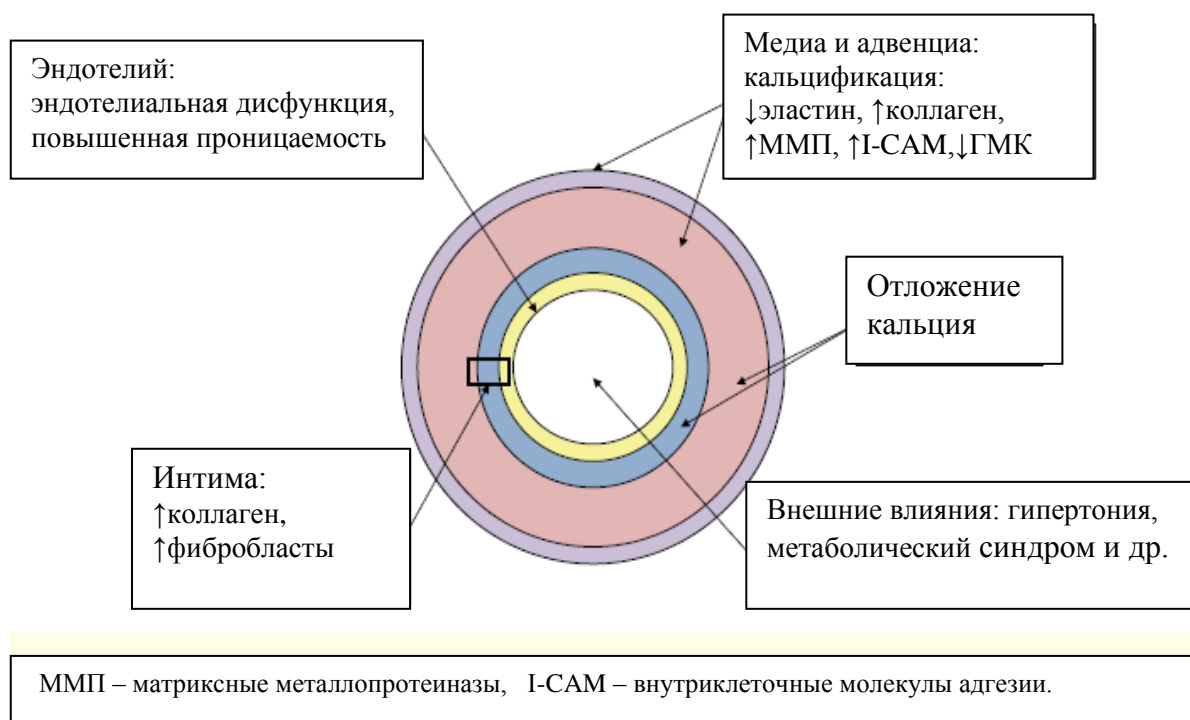 Эндотелий:
эндотелиальная дисфункция,
повышенная проницаемость
Медиа и адвенциа:
кальцификация:
↓эластин, ↑коллаген,
↑ММП, ↑I-CAM,↓ГМК
Отложение
кальция
Интима:
↑коллаген,
↑фибробласты
Внешние влияния: гипертония,
метаболический синдром и др.
ММП – матриксные металлопротеиназы, I-CAM – внутриклеточные молекулы адгезии.